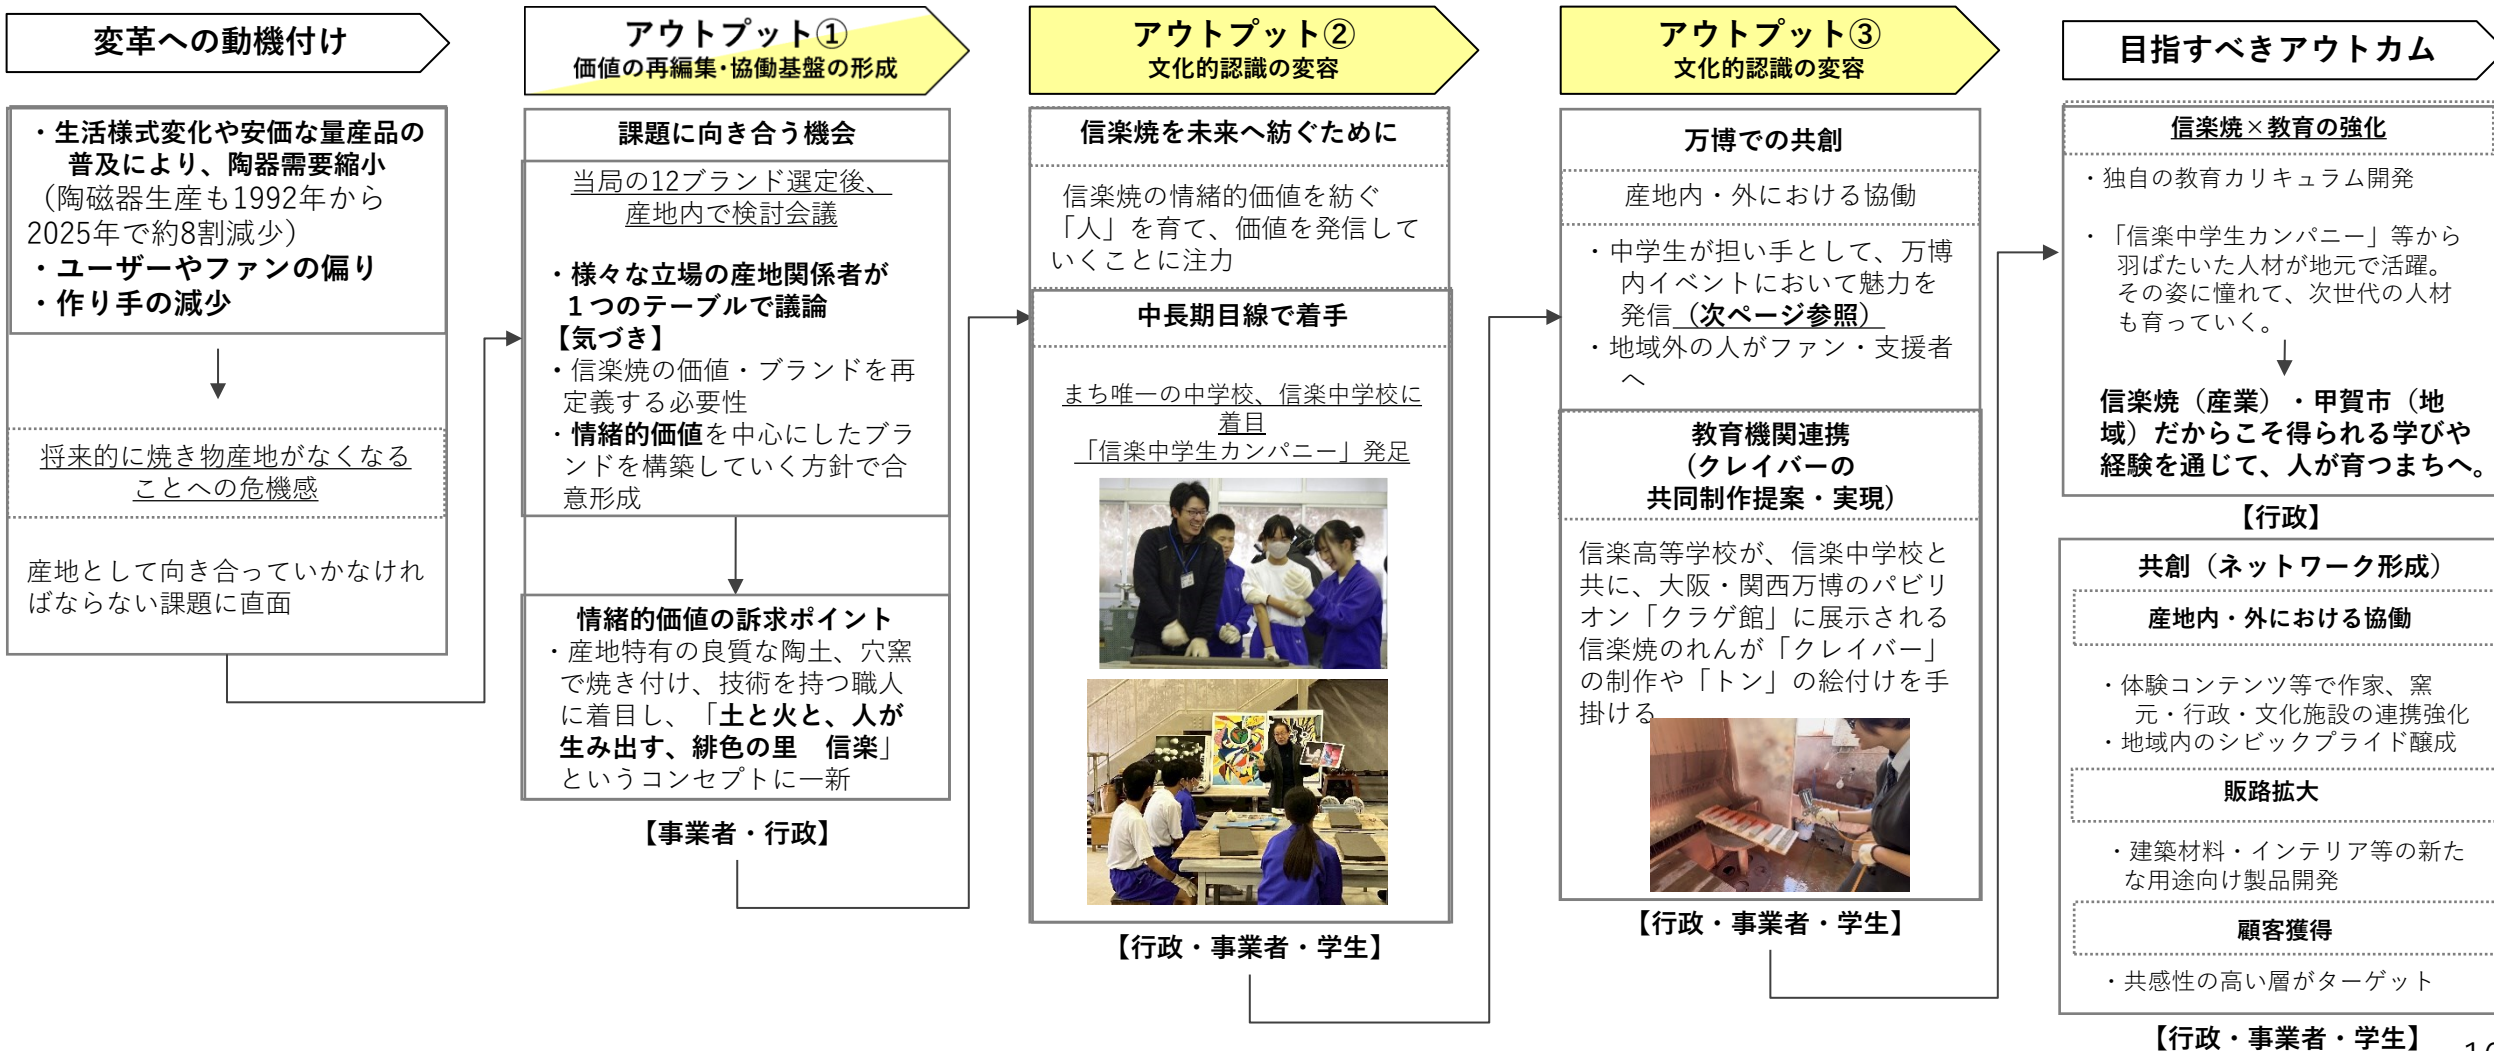 変革への動機付け
・生活様式変化や安価な量産品の
普及により、陶器需要縮小
（陶磁器生産も1992年から
2025年で約8割減少）
・ユーザーやファンの偏り
・作り手の減少
将来的に焼き物産地がなくなる
ことへの危機感
産地として向き合っていかなけれ
ばならない課題に直面
アウトプット①
価値の再編集・協働基盤の形成
課題に向き合う機会
当局の12ブランド選定後、
産地内で検討会議
・様々な立場の産地関係者が
１つのテーブルで議論
【気づき】
・信楽焼の価値・ブランドを再
定義する必要性
・情緒的価値を中心にしたブラ
ンドを構築していく方針で合
意形成
情緒的価値の訴求ポイント
・産地特有の良質な陶土、穴窯
で焼き付け、技術を持つ職人
に着目し、「土と火と、人が
生み出す、緋色の里　信楽」
というコンセプトに一新
【事業者・行政】
アウトプット②
文化的認識の変容
信楽焼を未来へ紡ぐために
信楽焼の情緒的価値を紡ぐ
「人」を育て、価値を発信して
いくことに注力
中長期目線で着手
まち唯一の中学校、信楽中学校に
着目
「信楽中学生カンパニー」発足
【行政・事業者・学生】
アウトプット③
文化的認識の変容
万博での共創
産地内・外における協働
・中学生が担い手として、万博
内イベントにおいて魅力を
発信（次ページ参照）
・地域外の人がファン・支援者
へ
教育機関連携
（クレイバーの
共同制作提案・実現）
信楽高等学校が、信楽中学校と
共に、大阪・関西万博のパビリ
オン「クラゲ館」に展示される
信楽焼のれんが「クレイバー」
の制作や「トン」の絵付けを手
掛ける
【行政・事業者・学生】
目指すべきアウトカム
信楽焼×教育の強化
・独自の教育カリキュラム開発
・「信楽中学生カンパニー」等から
羽ばたいた人材が地元で活躍。
その姿に憧れて、次世代の人材
も育っていく。
信楽焼（産業）・甲賀市（地
域）だからこそ得られる学びや
経験を通じて、人が育つまちへ。
【行政】
共創（ネットワーク形成）
産地内・外における協働
・体験コンテンツ等で作家、窯
元・行政・文化施設の連携強化
・地域内のシビックプライド醸成
販路拡大
・建築材料・インテリア等の新た
な用途向け製品開発
顧客獲得
・共感性の高い層がターゲット
【行政・事業者・学生】